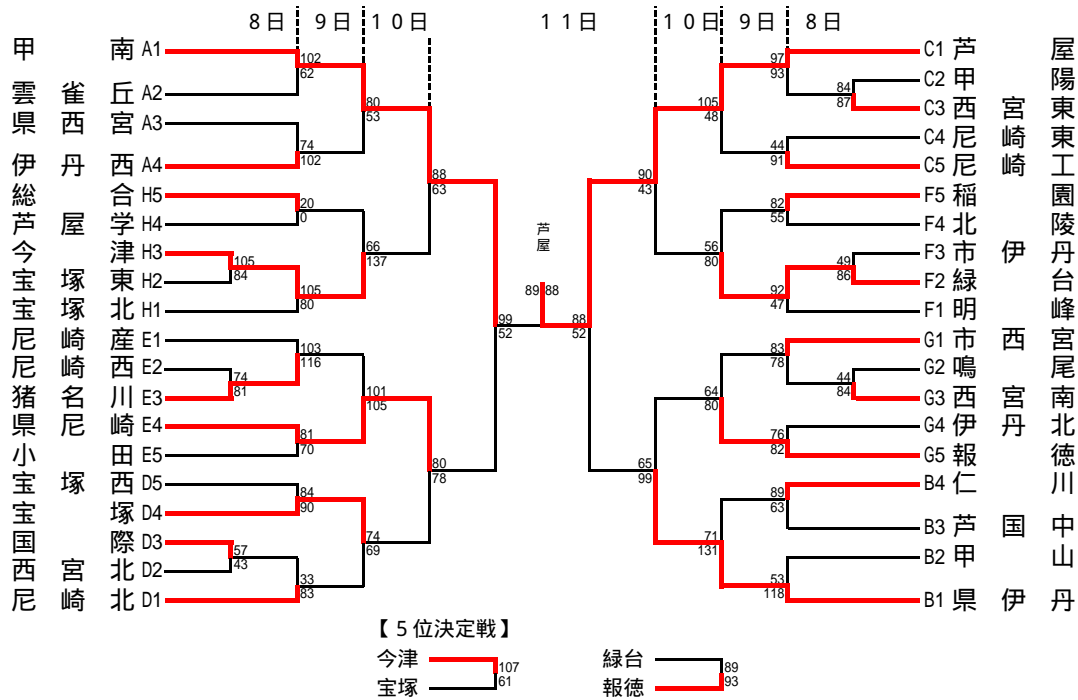 8日 9日 10日 11日 10日 9日 8日
甲南 A1
雲雀丘 A2
県西宮 A3
伊丹西 A4
総合 H5
芦屋学 H4
今津 H3
宝塚東 H2
宝塚北 H1
尼崎産 E1
尼崎西 E2
猪名川 E3
県尼崎 E4
小田 E5
宝塚西 D5
宝塚 D4
国際 D3
西宮北 D2
尼崎北 D1
102
62
74
102
20
0
105
84
105
80
103
116
74
81
81
70
84
90
57
43
33
83
80
53
66
137
101
105
74
69
88
63
80
78
99
52
芦屋
89 88
88
52
90
43
65
99
105
48
56
80
64
80
71
131
97
93
84
87
44
91
82
55
49
86
92
47
83
78
44
84
76
82
89
63
53
118
C1 芦屋
C2 甲陽
C3 西宮東
C4 尼崎東
C5 尼崎工
F5 稲園
F4 北陵
F3 市伊丹
F2 緑台
F1 明峰
G1 市西宮
G2 鳴尾
G3 西宮南
G4 伊丹北
G5 報徳
B4 仁川
B3 芦国中
B2 甲山
B1 県伊丹
【5位決定戦】
今津 107
宝塚 61
緑台 89
報徳 93